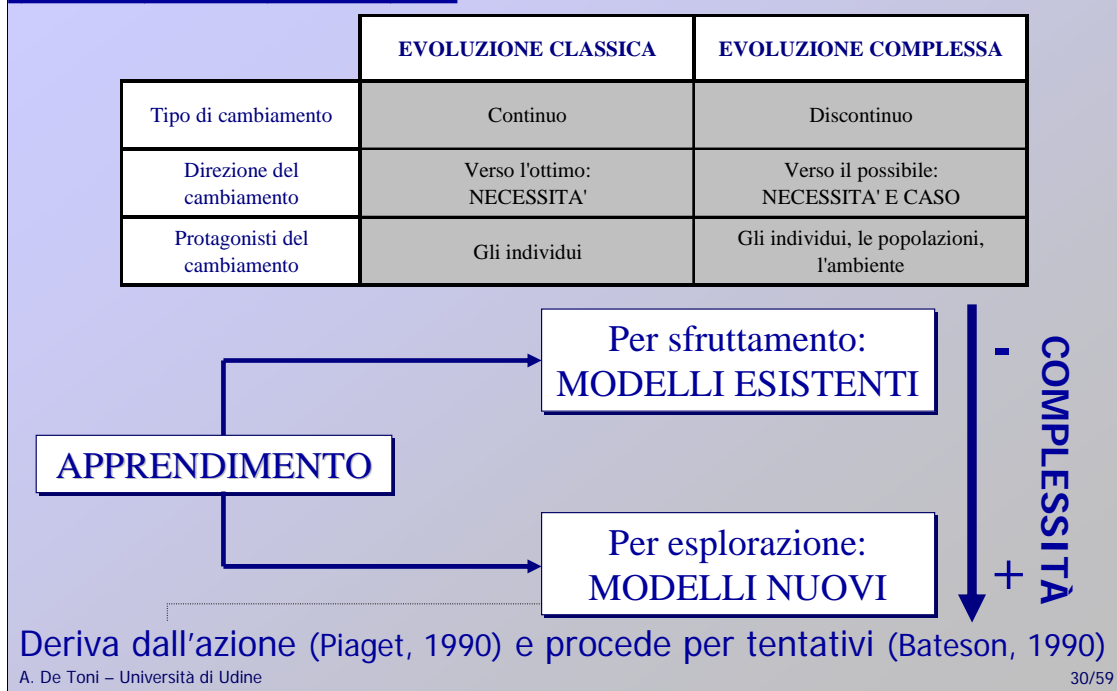 EVOLUZIONE CLASSICA EVOLUZIONE COMPLESSA
Tipo di cambiamento Continuo Discontinuo
Direzione del
cambiamento
Verso l'ottimo:
NECESSITA'
Verso il possibile:
NECESSITA' E CASO
Protagonisti del
cambiamento
Gli individui
Gli individui, le popolazioni,
l'ambiente
Per sfruttamento:
MODELLI ESISTENTI
-
COMPLESSITÀ
APPRENDIMENTO
Per esplorazione:
MODELLI NUOVI
+
Deriva dall’azione (Piaget, 1990) e procede per tentativi (Bateson, 1990)
A. De Toni – Università di Udine 30/59